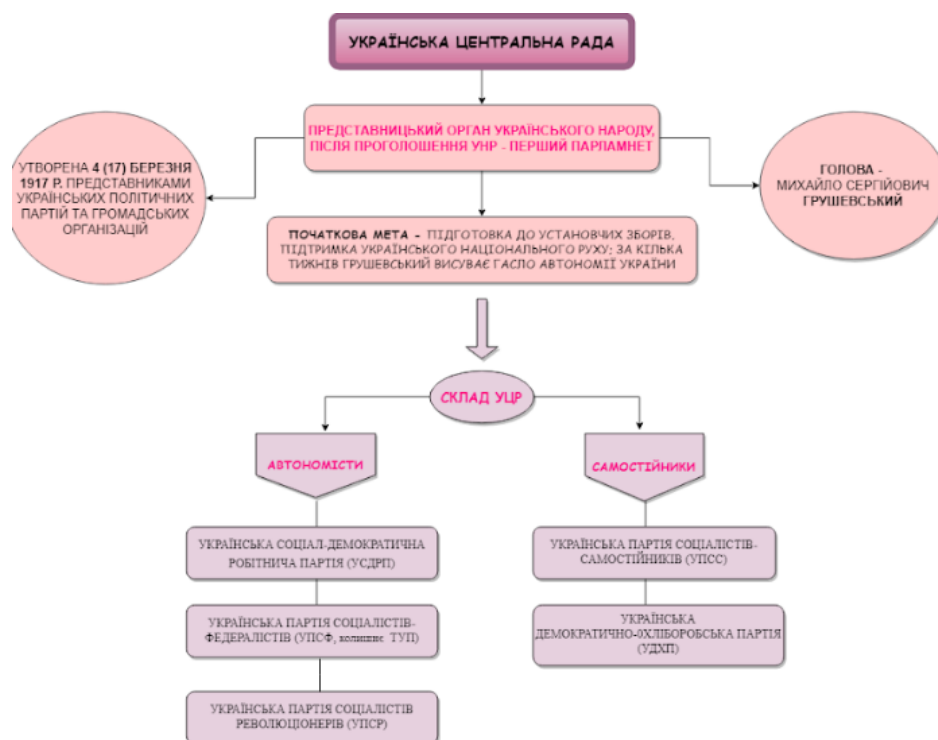 УКРАЇНСЬКА ЦЕНТРАЛЬНА РАДА
ПРЕДСТАВНИЦЬКИЙ ОРГАН УКРАЇНСЬКОГО НАРОДУ,
ПІСЛЯ ПРОГОЛОШЕННЯ УНР - ПЕРШИЙ ПАРПАМНЕТ
УТВОРЕНА 4 (17) БЕРЕЗНЯ
1917 Р. ПРЕДСТАВНИКАМИ
УКРАЇНСЬКИХ ПОЛІТИЧНИХ
ПАРТІЙ ТА ГРОМАДСЬКИХ
ОРГАНІЗАЦІЙ
ГОЛОВА -
МИХАЙЛО СЕРГІЙОВИЧ
ГРУШЕВСЬКИЙ
ПОЧАТКОВА МЕТА - ПІДГОТОВКА ДО УСТАНОВЧИХ ЗБОРІВ,
ПІДТРИМКА УКРАЇНСЬКОГО НАЦІОНАЛЬНОГО РУХУ; ЗА КІЛЬКА
ТИЖНІВ ГРУШЕВСЬКИЙ ВИСУВАЄ ГАСЛО АВТОНОМІЇ УКРАЇНИ
СКЛАД УЦР
АВТОНОМІСТИ
САМОСТІЙНИКИ
УКРАЇНСЬКА СОЦІАЛ-ДЕМОКРАТИЧНА
РОБІТНИЧА ПАРТІЯ (УСДРП)
УКРАЇНСЬКА ПАРТІЯ СОЦІАЛІСТІВ-
САМОСТІЙНИКІВ (УПСС)
УКРАЇНСЬКА ПАРТІЯ СОЦІАЛІСТІВ-
ФЕДЕРАЛІСТІВ (УПСФ, колишнє ТУП)
УКРАЇНСЬКА
ДЕМОКРАТИЧНО-0ХЛІБОРОБСЬКА ПАРТІЯ
(УДХП)
УКРАЇНСЬКА ПАРТІЯ СОЦІАЛІСТІВ
РЕВОЛЮЦІОНЕРІВ (УПСР)